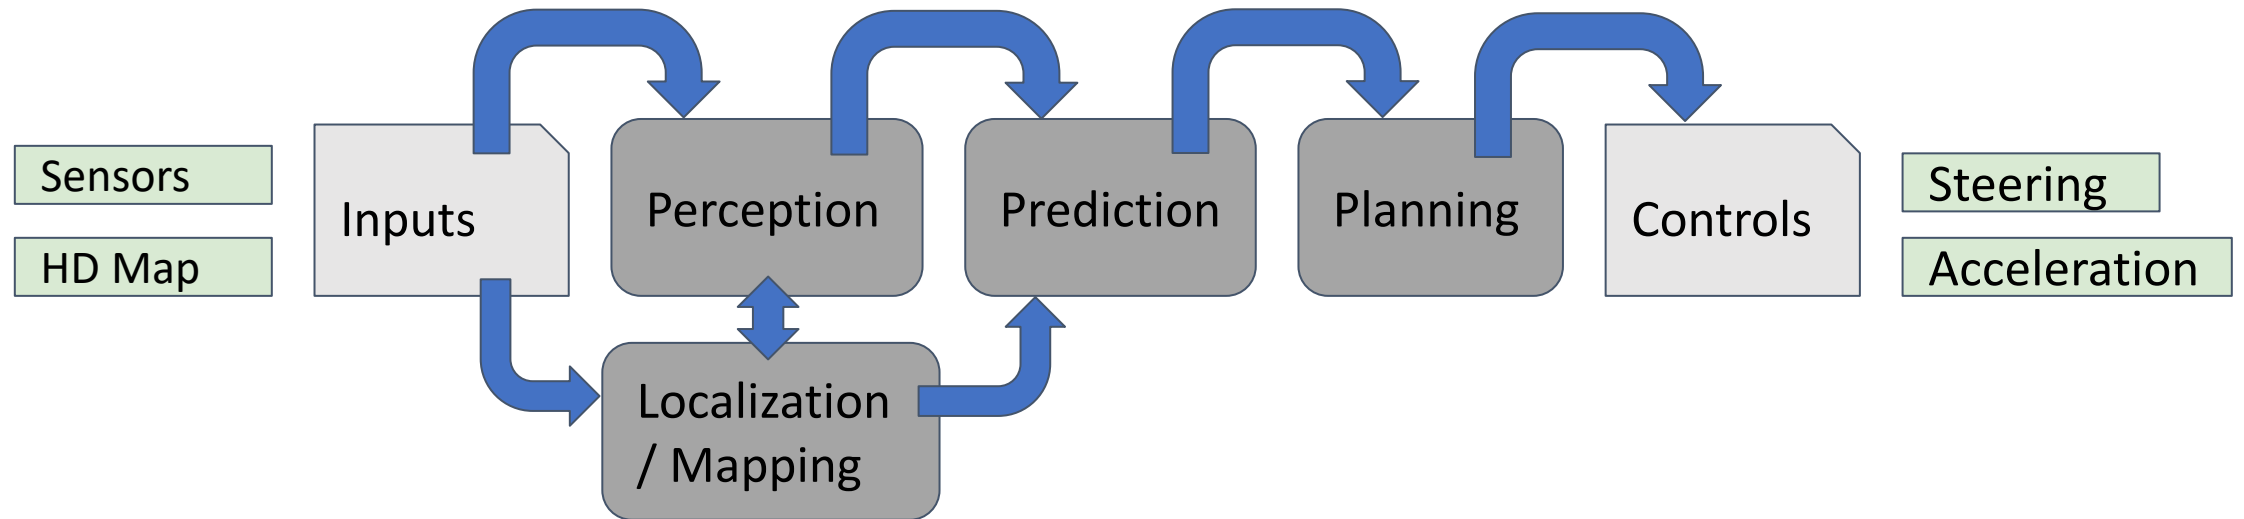 Sensors
HD Map
Inputs
Perception
Localization
/ Mapping
Prediction
Planning
Controls
Steering
Acceleration